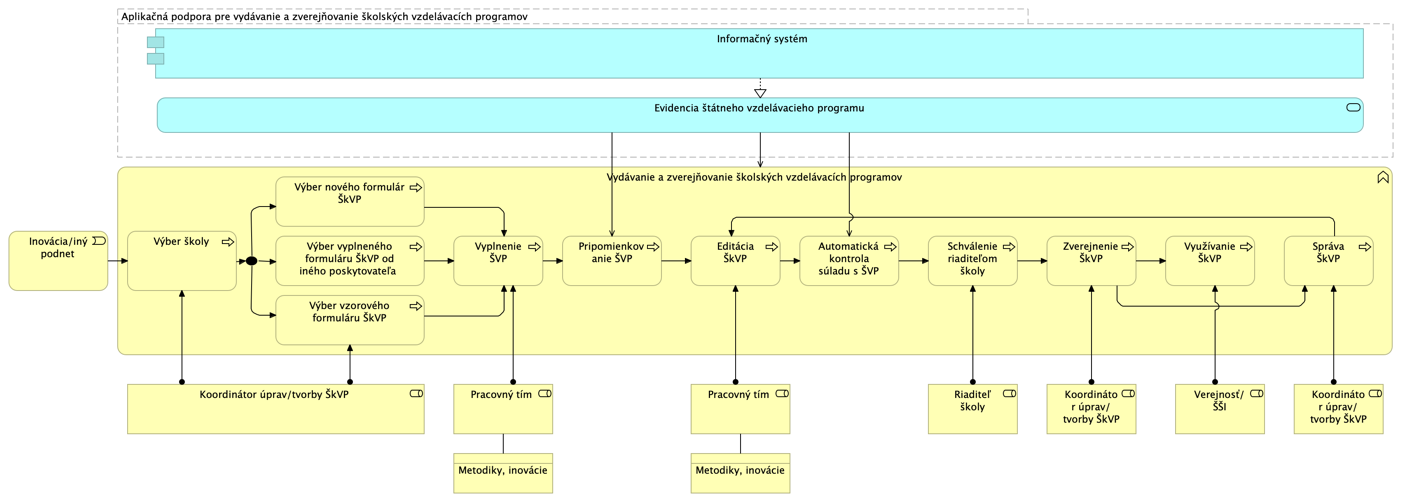 Aplikačná podpora pre vydávanie a zverejňovanie školských vzdelávacích programov
Informačný systém
Evidencia štátneho vzdelávacieho programu
Vydávanie a zverejňovanie školských vzdelávacích programov
Inovácia/iný
podnet
Výber školy
Výber nového formulár
ŠkVP
Výber vyplneného
formuláru ŠkVP od
iného poskytovateľa
Výber vzorového
formuláru ŠkVP
Vyplnenie
ŠVP
Pripomienkov
anie ŠVP
Editácia
ŠkVP
Automatická
kontrola
súladu s ŠVP
Schválenie
riaditeľom
školy
Zverejnenie
ŠkVP
Využívanie
ŠkVP
Správa
ŠkVP
Koordinátor úprav/tvorby ŠkVP
Pracovný tím
Pracovný tím
Riaditeľ
školy
Koordináto
r úprav/
tvorby ŠkVP
Verejnosť/
ŠŠI
Koordináto
r úprav/
tvorby ŠkVP
Metodiky, inovácie
Metodiky, inovácie